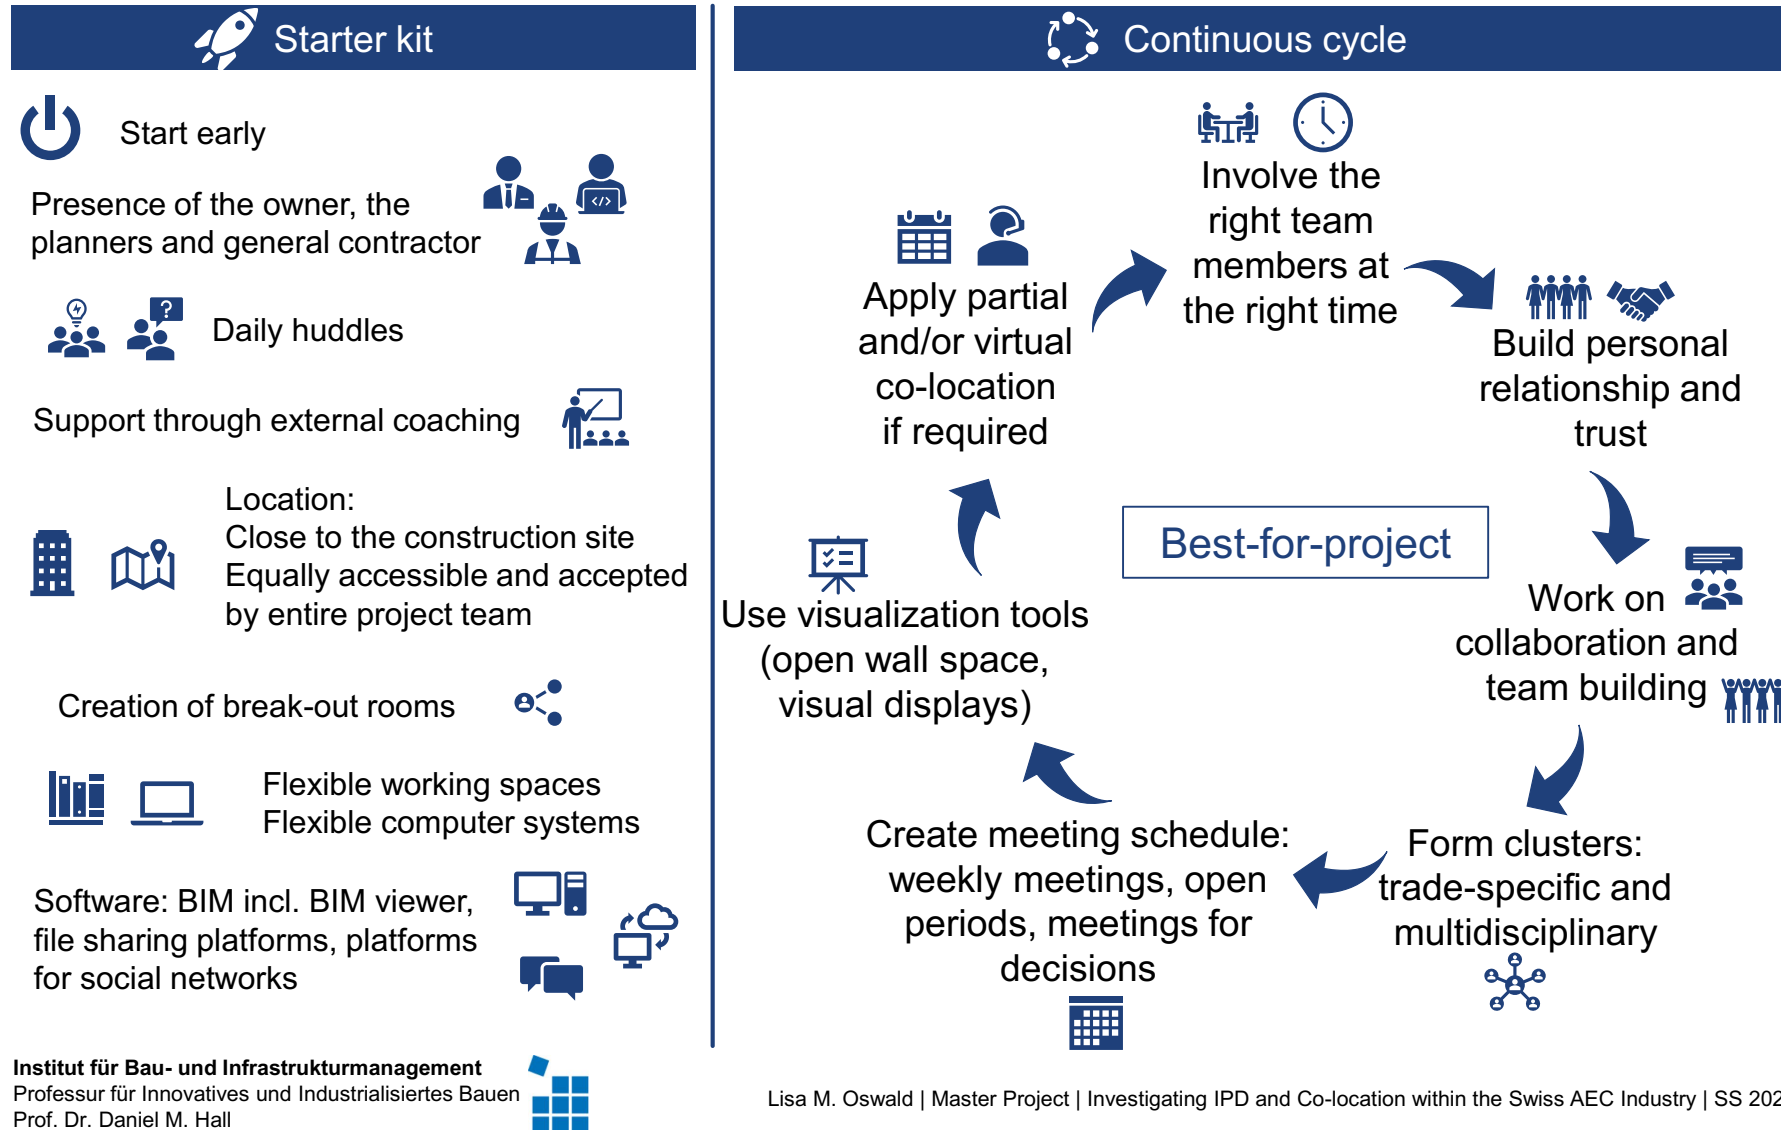 Starter kit
Start early
Presence of the owner, the
planners and general contractor
Daily huddles
Support through external coaching
Location:
Close to the construction site
Equally accessible and accepted
by entire project team
Creation of break-out rooms
Flexible working spaces
Flexible computer systems
Software: BIM incl. BIM viewer,
file sharing platforms, platforms
for social networks
Continuous cycle
Involve the
right team
members at
the right time
Build personal
relationship and
trust
Work on
collaboration and
team building
Form clusters:
trade-specific and
multidisciplinary
Create meeting schedule:
weekly meetings, open
periods, meetings for
decisions
Use visualization tools
(open wall space,
visual displays)
Apply partial
and/or virtual
co-location
if required
Best-for-project
Institut für Bau- und Infrastrukturmanagement
Professur für Innovatives und Industrialisiertes Bauen
Prof. Dr. Daniel M. Hall
Lisa M. Oswald | Master Project | Investigating IPD and Co-location within the Swiss AEC Industry | SS 202